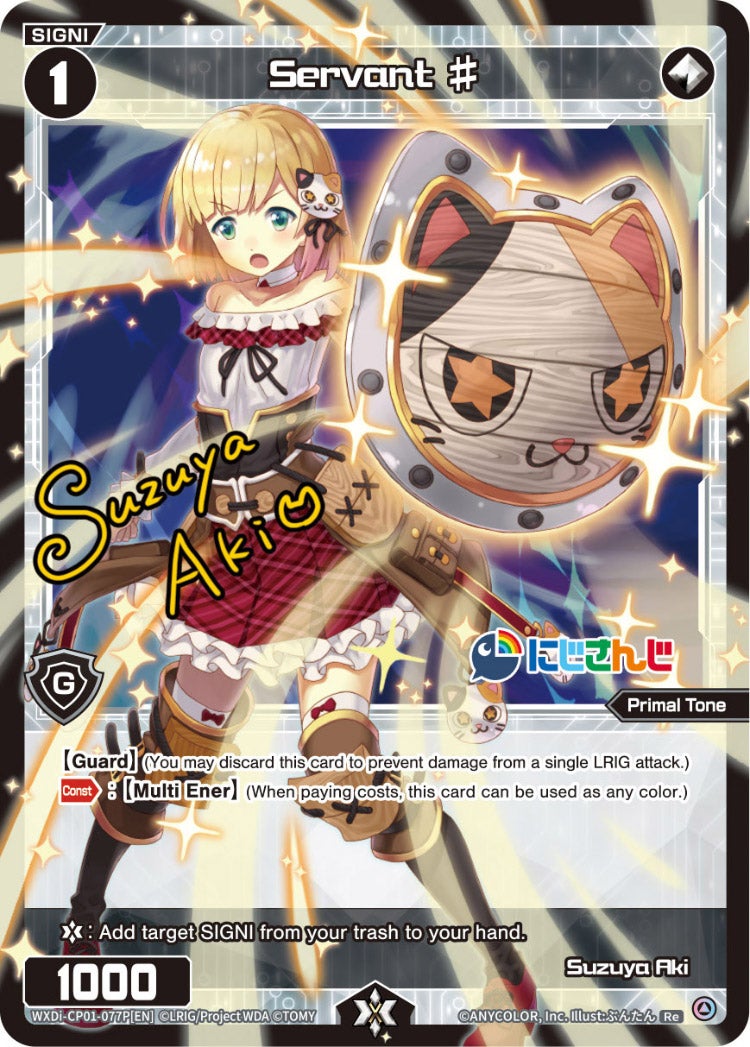 SIGNI
1
Servant #
Suzuya
Aki
にじさんじ
G
Primal Tone
【Guard】(You may discard this card to prevent damage from a single LRIG attack.)
Const : 【Multi Ener】(When paying costs, this card can be used as any color.)
: Add target SIGNI from your trash to your hand.
1000
Suzuya Aki
WXDi-CP01-077P[EN] ©LRIG/ProjectWDA ©TOMY
©ANYCOLOR, Inc. Illust:ぶんたん Re